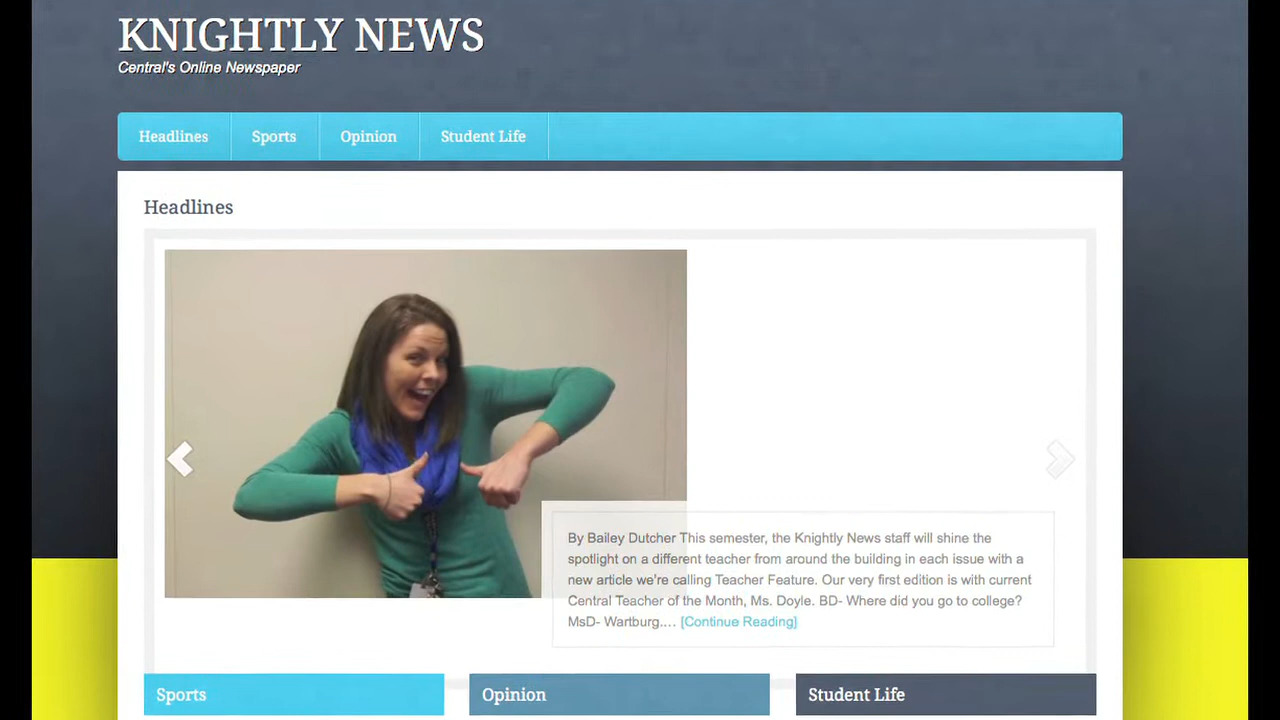 KNIGHTLY NEWS
Central's Online Newspaper
Headlines
Sports
Opinion
Student Life
Headlines
By Bailey Dutcher This semester, the Knightly News staff will shine the
spotlight on a different teacher from around the building in each issue with a
new article we're calling Teacher Feature. Our very first edition is with current
Central Teacher of the Month, Ms. Doyle. BD- Where did you go to college?
MsD- Wartburg.… [Continue Reading]
Sports
Opinion
Student Life